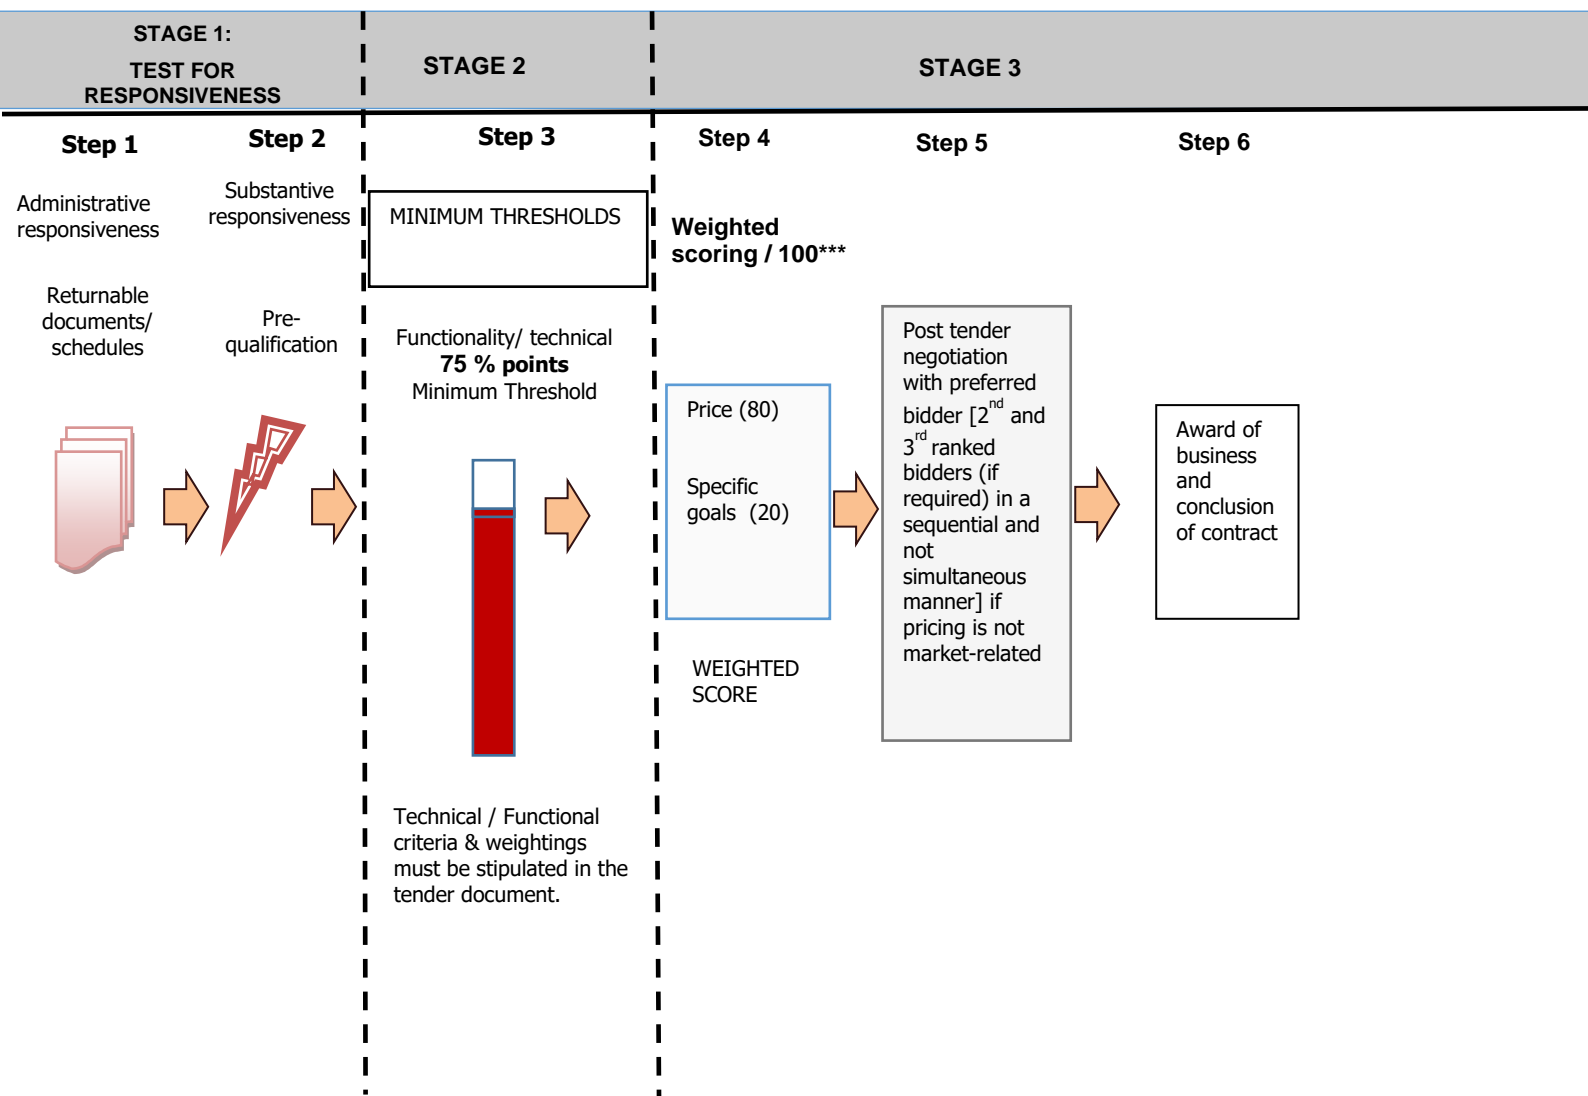 STAGE 1:
TEST FOR
RESPONSIVENESS
STAGE 2
STAGE 3
Step 1
Step 2
Step 3
Step 4
Step 5
Step 6
Administrative
responsiveness
Returnable
documents/
schedules
Substantive
responsiveness
Pre-
qualification
MINIMUM THRESHOLDS
Functionality/ technical
75 % points
Minimum Threshold
Technical / Functional
criteria & weightings
must be stipulated in the
tender document.
Weighted
scoring / 100***
Price (80)
Specific
goals (20)
WEIGHTED
SCORE
Post tender
negotiation
with preferred
bidder [2nd and
3rd ranked
bidders (if
required) in a
sequential and
not
simultaneous
manner] if
pricing is not
market-related
Award of
business
and
conclusion
of contract